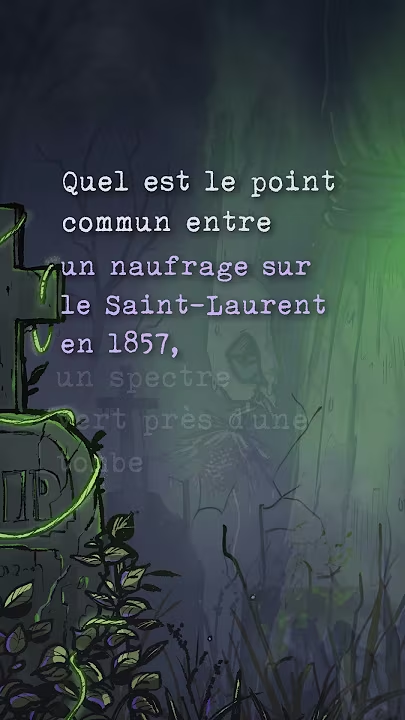 Quel est le point
commun entre
un naufrage sur
le Saint-Laurent
en 1857,
un spectre
vert près d'une
tombe
RIP